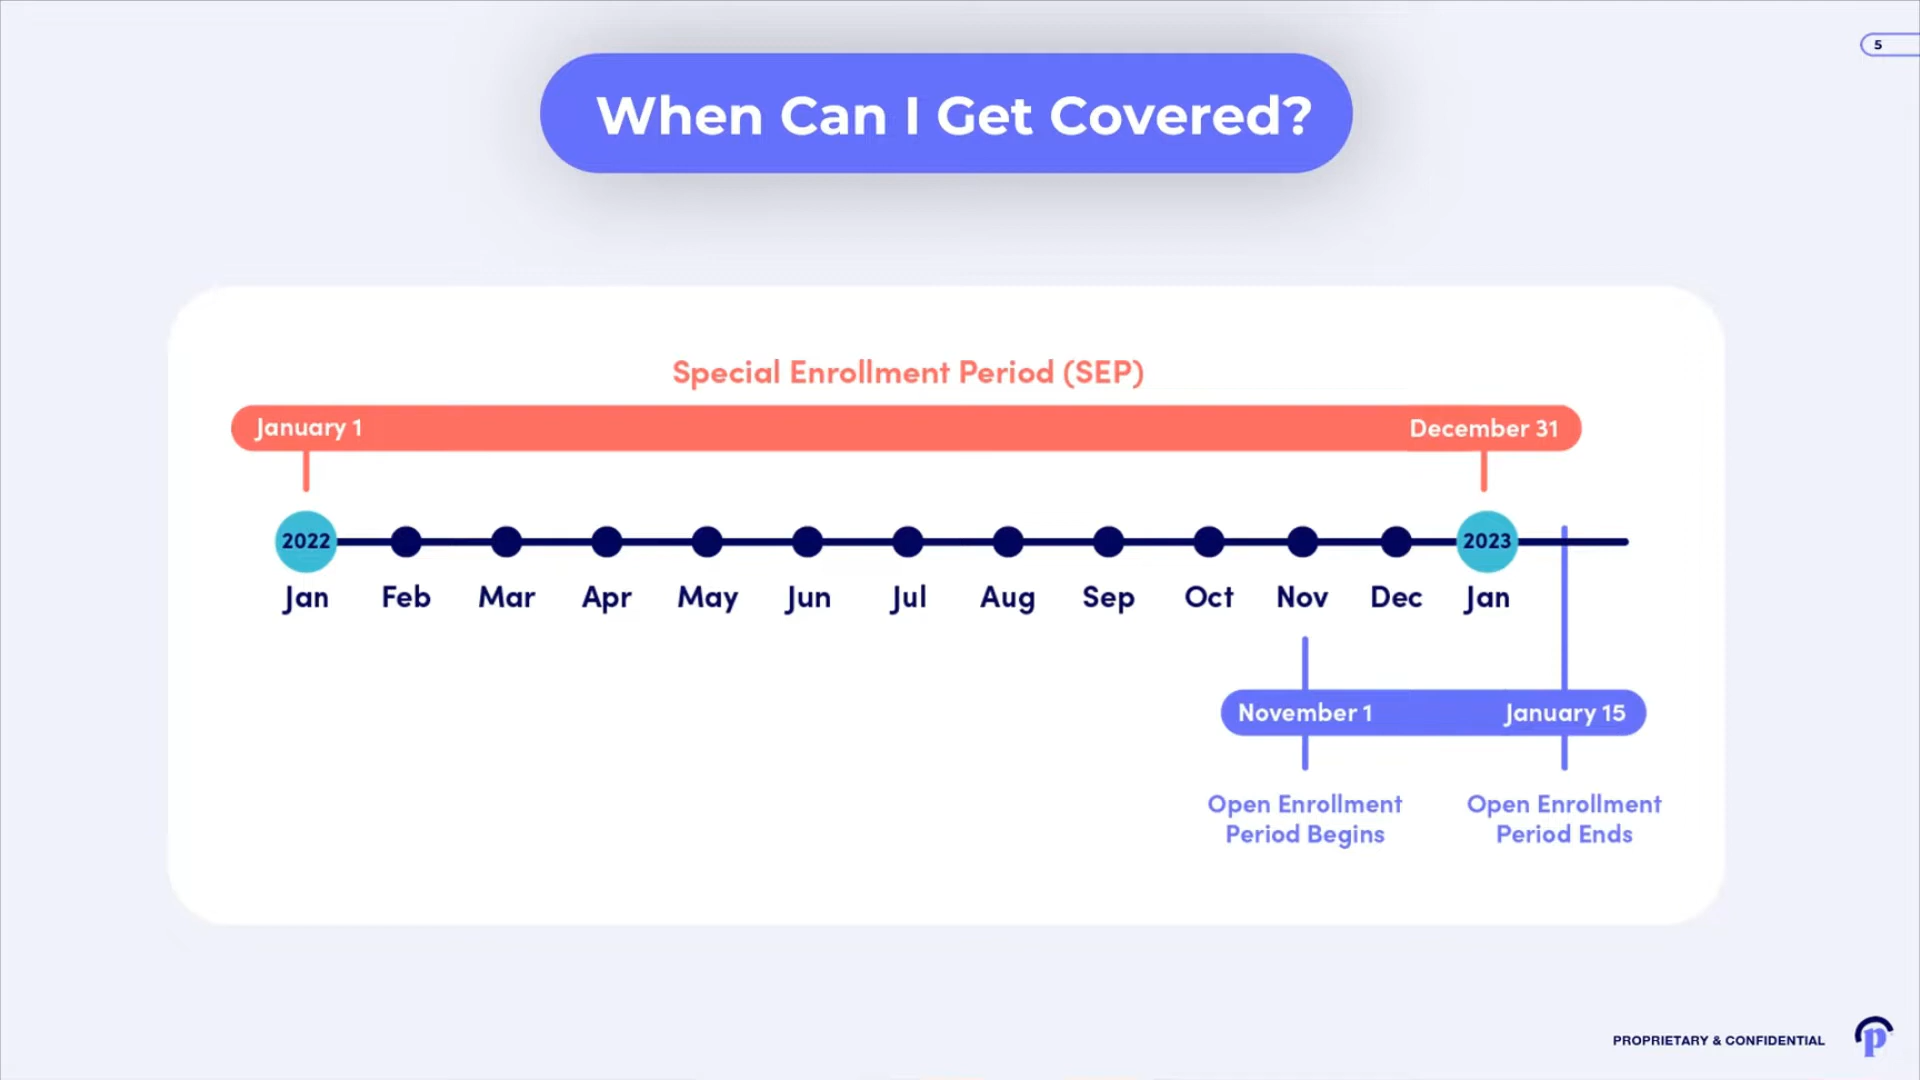 5
When Can I Get Covered?
Special Enrollment Period (SEP)
January 1
December 31
2022
2023
Jan Feb Mar Apr May Jun Jul Aug Sep Oct Nov Dec Jan
November 1
January 15
Open Enrollment
Period Begins
Open Enrollment
Period Ends
PROPRIETARY & CONFIDENTIAL
p